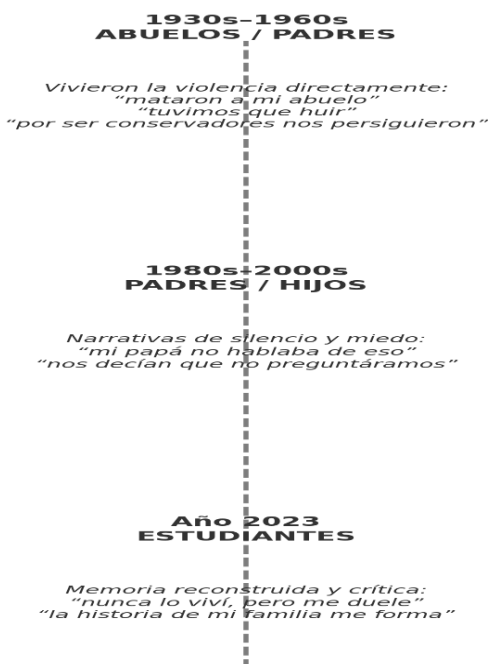 1930s–1960s
ABUELOS / PADRES
Vivieron la violencia directamente:
“mataron a mi abuelo”
“tuvimos que huir”
“por ser conservadores nos persiguieron”
1980s–2000s
PADRES / HIJOS
Narrativas de silencio y miedo:
“mi papá no hablaba de eso”
“nos decían que no preguntáramos”
Año 2023
ESTUDIANTES
Memoria reconstruida y crítica:
“nunca lo viví, pero me duele”
“la historia de mi familia me forma”